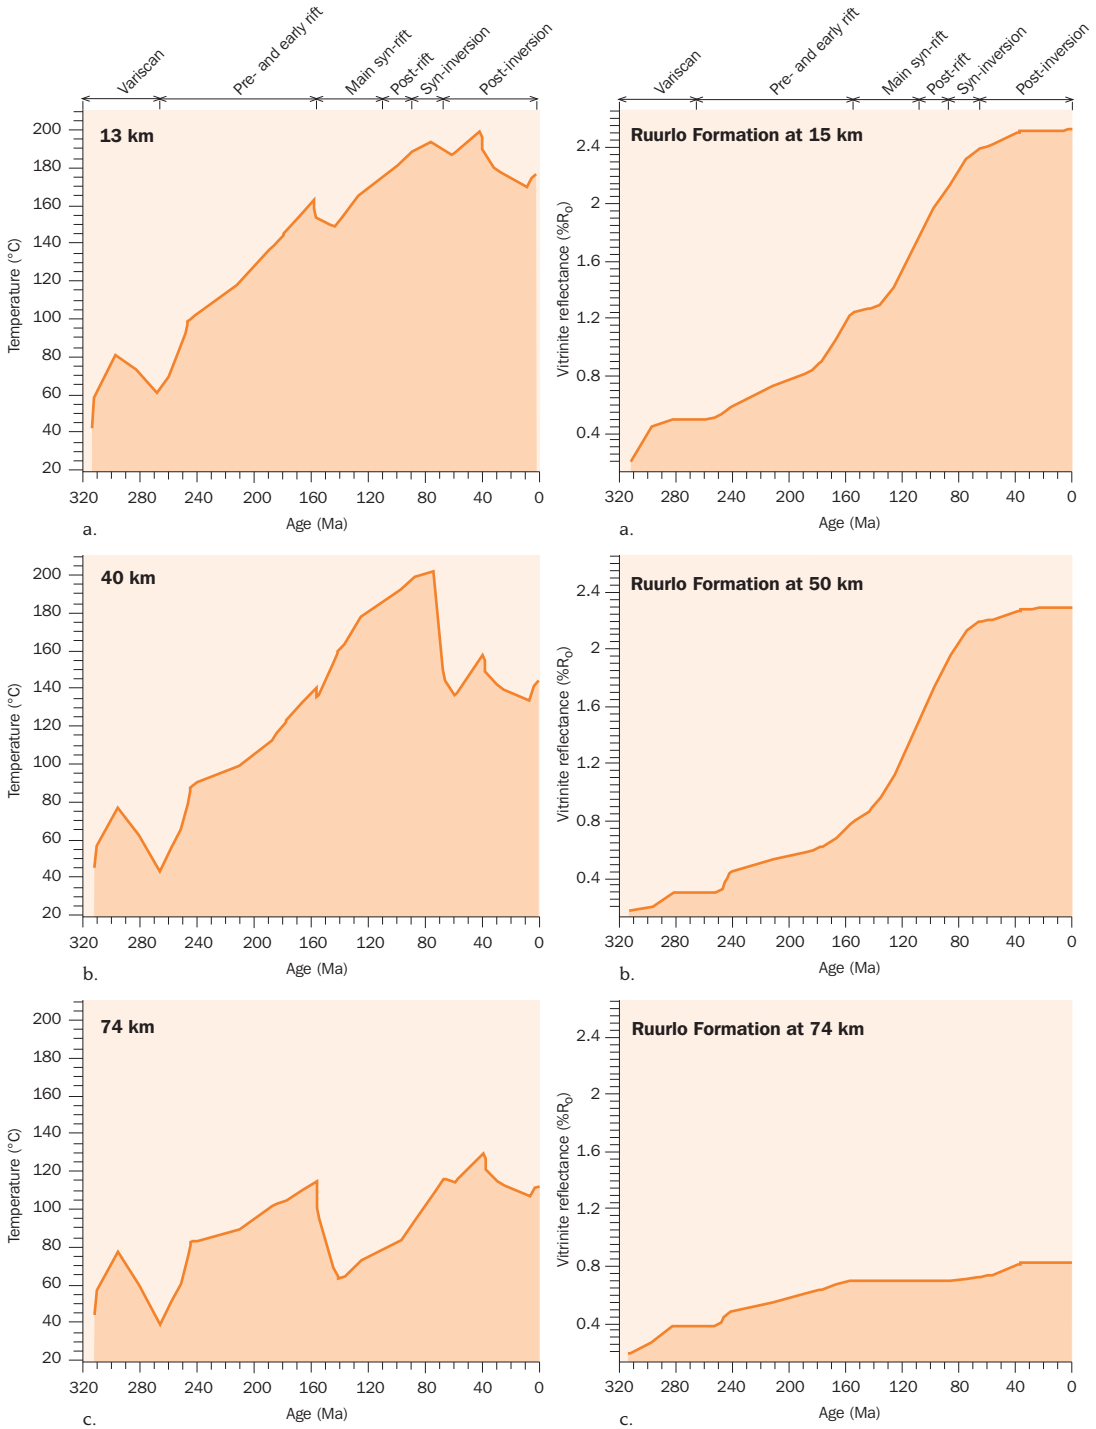 Variscan
Pre- and early rift
Main syn-rift
Post-rift
Syn-inversion
Post-inversion
13 km
Temperature (°C)
200
180
160
140
120
100
80
60
40
20
320 280 240 200 160 120 80 40 0
Age (Ma)
a.
Variscan
Pre- and early rift
Main syn-rift
Post-rift
Syn-inversion
Post-inversion
Ruurlo Formation at 15 km
Vitrinite reflectance (%Ro)
2.4
2
1.6
1.2
0.8
0.4
320 280 240 200 160 120 80 40 0
Age (Ma)
a.
40 km
Temperature (°C)
200
180
160
140
120
100
80
60
40
20
320 280 240 200 160 120 80 40 0
Age (Ma)
b.
Ruurlo Formation at 50 km
Vitrinite reflectance (%Ro)
2.4
2
1.6
1.2
0.8
0.4
320 280 240 200 160 120 80 40 0
Age (Ma)
b.
74 km
Temperature (°C)
200
180
160
140
120
100
80
60
40
20
320 280 240 200 160 120 80 40 0
Age (Ma)
c.
Ruurlo Formation at 74 km
Vitrinite reflectance (%Ro)
2.4
2
1.6
1.2
0.8
0.4
320 280 240 200 160 120 80 40 0
Age (Ma)
c.